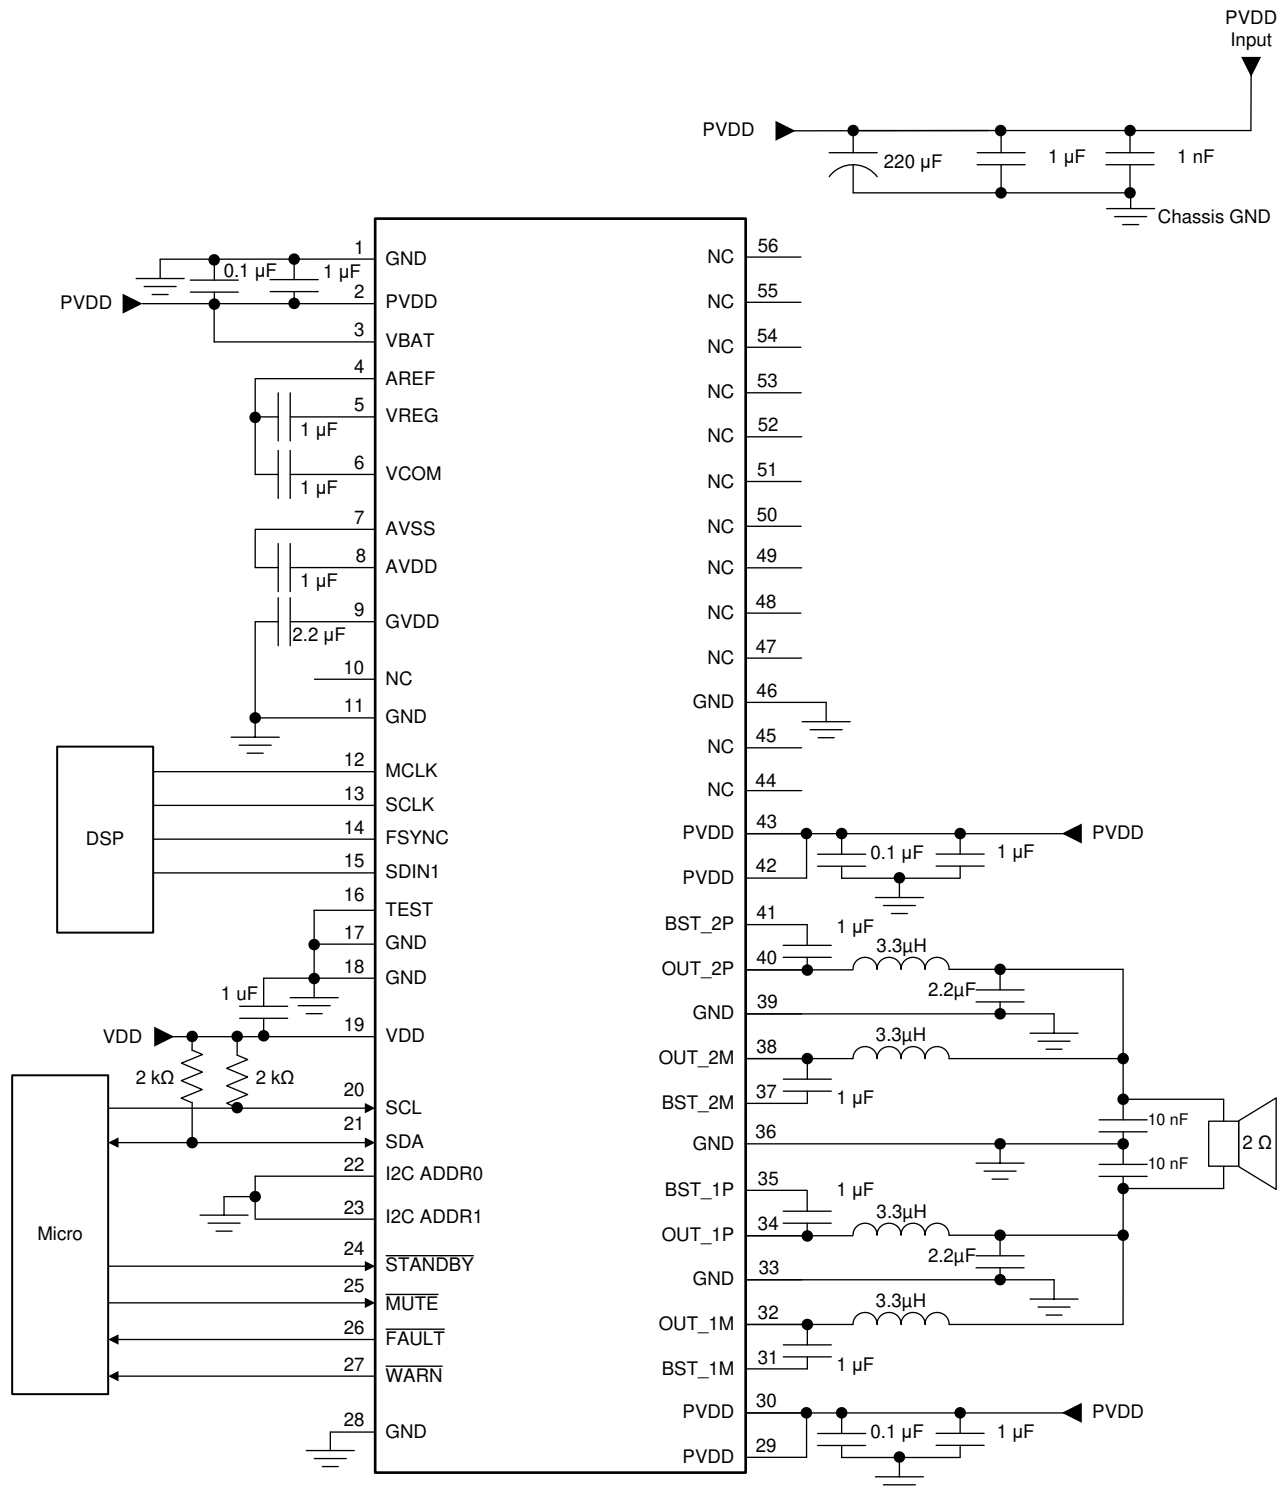 PVDD
Input
PVDD
220 µF
1 µF
1 nF
Chassis GND
1
GND
0.1 µF
1 µF
PVDD
2
PVDD
3
VBAT
4
AREF
5
VREG
1 µF
6
VCOM
1 µF
7
AVSS
8
AVDD
1 µF
9
GVDD
2.2 µF
10
NC
11
GND
DSP
12
MCLK
13
SCLK
14
FSYNC
15
SDIN1
16
TEST
17
GND
18
GND
1 uF
VDD
19
VDD
2 kΩ
2 kΩ
Micro
20
SCL
21
SDA
22
I2C ADDR0
23
I2C ADDR1
24
STANDBY
25
MUTE
26
FAULT
27
WARN
28
GND
NC
56
NC
55
NC
54
NC
53
NC
52
NC
51
NC
50
NC
49
NC
48
NC
47
GND
46
NC
45
NC
44
PVDD
43
PVDD
0.1 µF
1 µF
PVDD
42
BST_2P
41
1 µF
OUT_2P
40
3.3µH
2.2µF
GND
39
OUT_2M
38
3.3µH
BST_2M
37
1 µF
GND
36
10 nF
10 nF
2 Ω
BST_1P
35
1 µF
OUT_1P
34
3.3µH
2.2µF
GND
33
OUT_1M
32
3.3µH
BST_1M
31
1 µF
PVDD
30
PVDD
0.1 µF
1 µF
PVDD
29